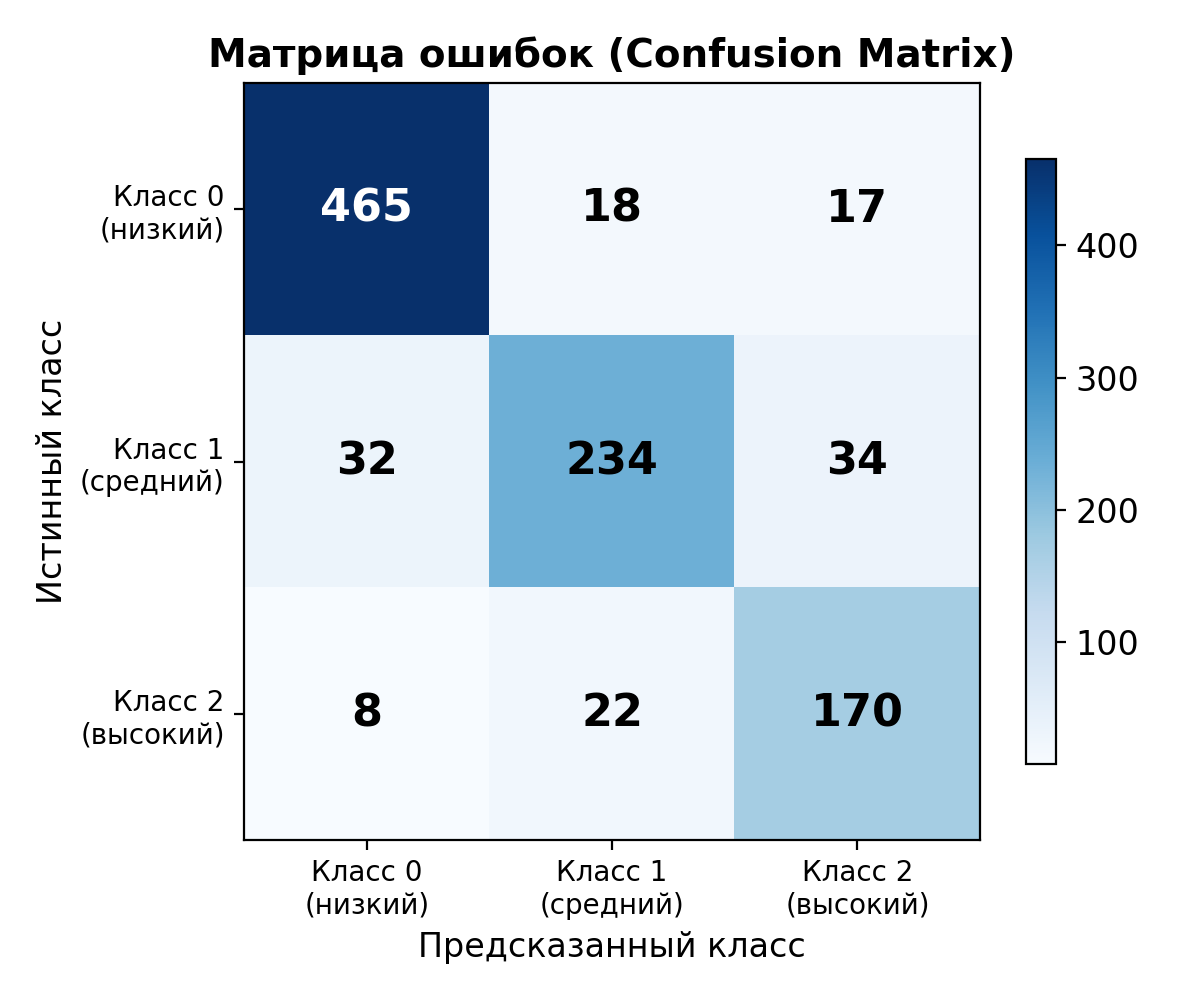 Матрица ошибок (Confusion Matrix)
Класс 0
(низкий)
465
18
17
400
300
Истинный класс
Класс 1
(средний)
32
234
34
200
100
Класс 2
(высокий)
8
22
170
Класс 0
(низкий)
Класс 1
(средний)
Класс 2
(высокий)
Предсказанный класс